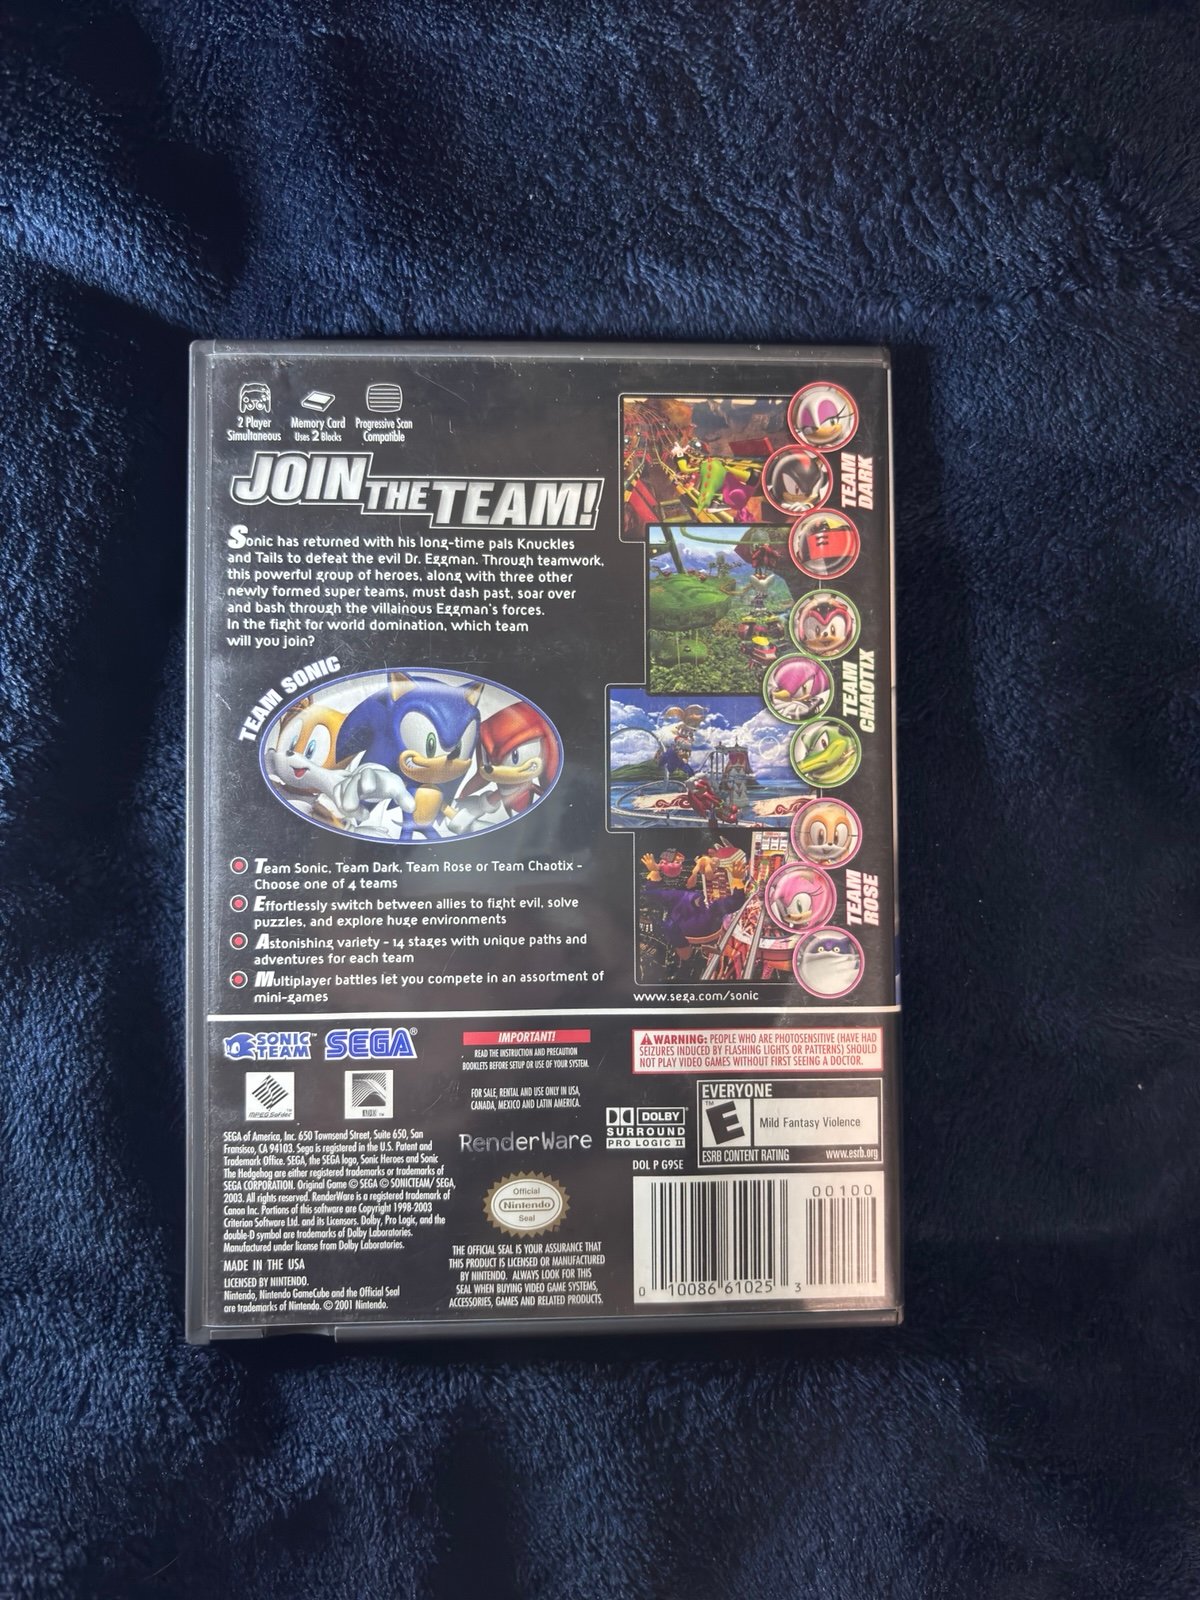 2 Player
Simultaneous
Memory Card
Uses 2 Blocks
Progressive Scan
Compatible
JOIN THE TEAM!
Sonic has returned with his long-time pals Knuckles
and Tails to defeat the evil Dr. Eggman. Through teamwork,
this powerful group of heroes, along with three other
newly formed super teams, must dash past, soar over
and bash through the villainous Eggman's forces.
In the fight for world domination, which team
will you join?
TEAM SONIC
Team Sonic, Team Dark, Team Rose or Team Chaotix -
Choose one of 4 teams
Effortlessly switch between allies to fight evil, solve
puzzles, and explore huge environments
Astonishing variety - 14 stages with unique paths and
adventures for each team
Multiplayer battles let you compete in an assortment of
mini-games
TEAM
DARK
TEAM
CHAOTIX
TEAM
ROSE
www.sega.com/sonic
SONIC
TEAM™
SEGA®
MPEG Sofdec™
SEGA of America, Inc. 650 Townsend Street, Suite 650, San
Fransisco, CA 94103. Sega is registered in the U.S. Patent and
Trademark Office. SEGA, the SEGA logo, Sonic Heroes and Sonic
The Hedgehog are either registered trademarks or trademarks of
SEGA CORPORATION. Original Game © SEGA © SONICTEAM/ SEGA,
2003. All rights reserved. RenderWare is a registered trademark of
Canon Inc. Portions of this software are Copyright 1998-2003
Criterion Software Ltd. and its Licensors. Dolby, Pro Logic, and the
double-D symbol are trademarks of Dolby Laboratories.
Manufactured under license from Dolby Laboratories.
MADE IN THE USA
LICENSED BY NINTENDO.
Nintendo, Nintendo GameCube and the Official Seal
are trademarks of Nintendo. © 2001 Nintendo.
IMPORTANT!
READ THE INSTRUCTION AND PRECAUTION
BOOKLETS BEFORE SETUP OR USE OF YOUR SYSTEM.
FOR SALE, RENTAL AND USE ONLY IN USA,
CANADA, MEXICO AND LATIN AMERICA.
RenderWare
Official
Nintendo
Seal
THE OFFICIAL SEAL IS YOUR ASSURANCE THAT
THIS PRODUCT IS LICENSED OR MANUFACTURED
BY NINTENDO. ALWAYS LOOK FOR THIS
SEAL WHEN BUYING VIDEO GAME SYSTEMS,
ACCESSORIES, GAMES AND RELATED PRODUCTS.
WARNING: PEOPLE WHO ARE PHOTOSENSITIVE (HAVE HAD
SEIZURES INDUCED BY FLASHING LIGHTS OR PATTERNS) SHOULD
NOT PLAY VIDEO GAMES WITHOUT FIRST SEEING A DOCTOR.
DOLBY
SURROUND
PRO LOGIC II
DOL P G9SE
EVERYONE
E™
Mild Fantasy Violence
ESRB CONTENT RATING www.esrb.org
00100
0 10086 61025 3